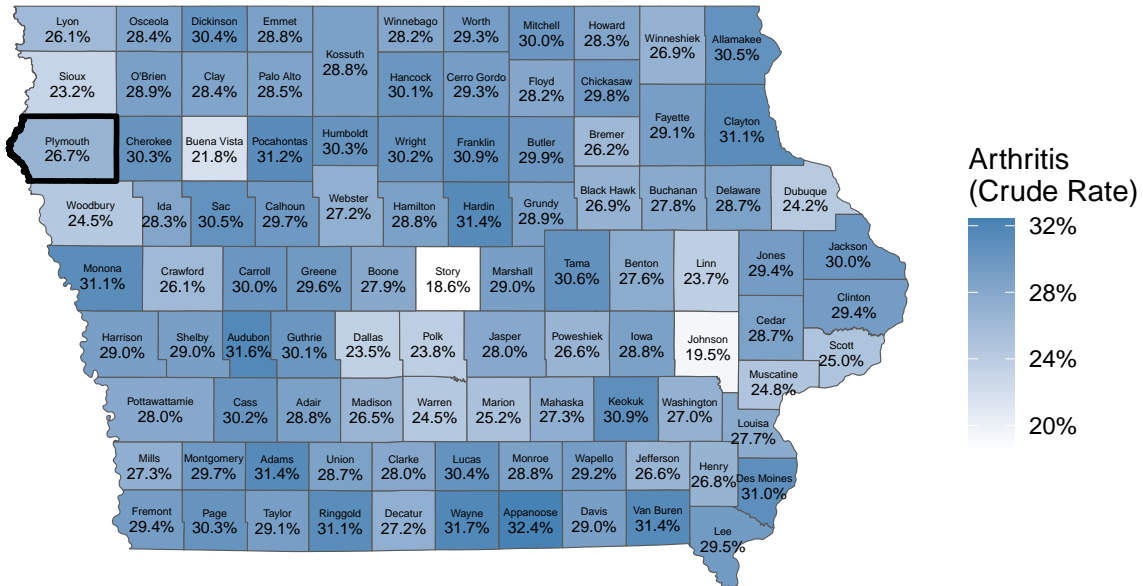 Lyon
26.1%
Osceola
28.4%
Dickinson
30.4%
Emmet
28.8%
Winnebago
28.2%
Worth
29.3%
Mitchell
30.0%
Howard
28.3%
Winneshiek
26.9%
Allamakee
30.5%
Kossuth
28.8%
Sioux
23.2%
O'Brien
28.9%
Clay
28.4%
Palo Alto
28.5%
Hancock
30.1%
Cerro Gordo
29.3%
Floyd
28.2%
Chickasaw
29.8%
Fayette
29.1%
Clayton
31.1%
Plymouth
26.7%
Cherokee
30.3%
Buena Vista
21.8%
Pocahontas
31.2%
Humboldt
30.3%
Wright
30.2%
Franklin
30.9%
Butler
29.9%
Bremer
26.2%
Woodbury
24.5%
Ida
28.3%
Sac
30.5%
Calhoun
29.7%
Webster
27.2%
Hamilton
28.8%
Hardin
31.4%
Grundy
28.9%
Black Hawk
26.9%
Buchanan
27.8%
Delaware
28.7%
Dubuque
24.2%
Monona
31.1%
Crawford
26.1%
Carroll
30.0%
Greene
29.6%
Boone
27.9%
Story
18.6%
Marshall
29.0%
Tama
30.6%
Benton
27.6%
Linn
23.7%
Jones
29.4%
Jackson
30.0%
Clinton
29.4%
Harrison
29.0%
Shelby
29.0%
Audubon
31.6%
Guthrie
30.1%
Dallas
23.5%
Polk
23.8%
Jasper
28.0%
Poweshiek
26.6%
Iowa
28.8%
Johnson
19.5%
Cedar
28.7%
Scott
25.0%
Muscatine
24.8%
Pottawattamie
28.0%
Cass
30.2%
Adair
28.8%
Madison
26.5%
Warren
24.5%
Marion
25.2%
Mahaska
27.3%
Keokuk
30.9%
Washington
27.0%
Louisa
27.7%
Mills
27.3%
Montgomery
29.7%
Adams
31.4%
Union
28.7%
Clarke
28.0%
Lucas
30.4%
Monroe
28.8%
Wapello
29.2%
Jefferson
26.6%
Henry
26.8%
Des Moines
31.0%
Fremont
29.4%
Page
30.3%
Taylor
29.1%
Ringgold
31.1%
Decatur
27.2%
Wayne
31.7%
Appanoose
32.4%
Davis
29.0%
Van Buren
31.4%
Lee
29.5%
Arthritis
(Crude Rate)
32%
28%
24%
20%